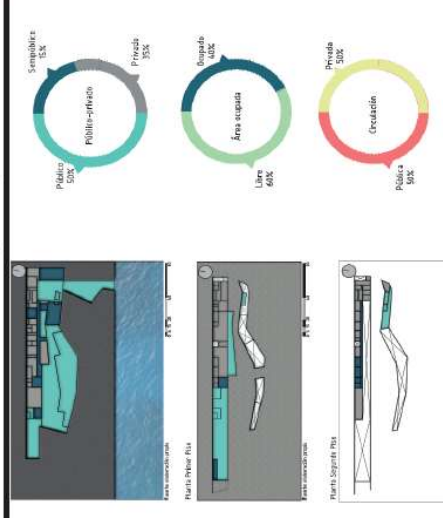 Semipúblico
15%
Privado
35%
Público-privado
Público
50%
Ocupado
40%
Área ocupada
Libre
60%
Privada
50%
Circulación
Pública
50%
Planta Primer Piso
Planta Segundo Piso